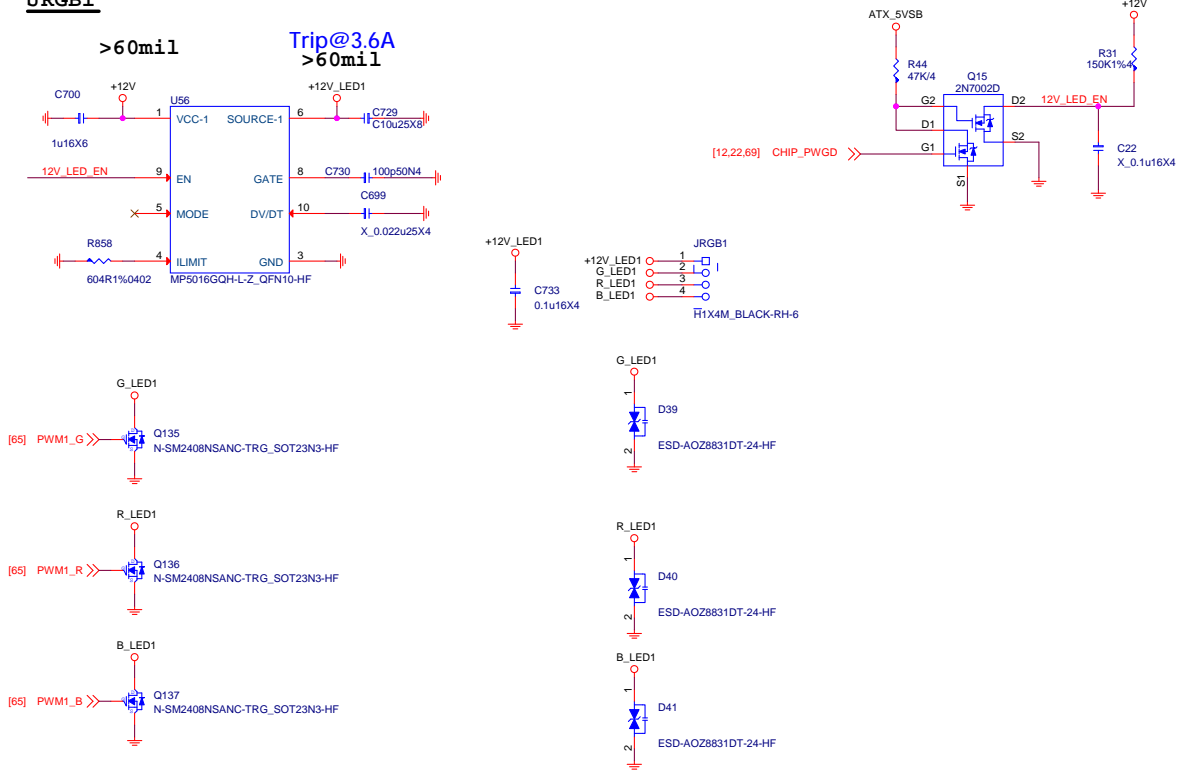 JRGB1
>60mil
Trip@3.6A
>60mil
+12V
+12V_LED1
C700
1u16X6
U56
1 VCC-1 SOURCE-1 6
C729
C10u25X8
12V_LED_EN
9 EN GATE 8
C730 100p50N4
C699
5 MODE DV/DT 10
X_0.022u25X4
R858
604R1%0402
4 ILIMIT GND 3
MP5016GQH-L-Z_QFN10-HF
ATX_5VSB
+12V
R44
47K/4
R31
150K1%4
Q15
2N7002D
G2 D2 12V_LED_EN
D1
S2
[12,22,69] CHIP_PWGD G1
S1
C22
X_0.1u16X4
+12V_LED1
C733
0.1u16X4
JRGB1
+12V_LED1 1
G_LED1 2
R_LED1 3
B_LED1 4
H1X4M_BLACK-RH-6
G_LED1
[65] PWM1_G
Q135
N-SM2408NSANC-TRG_SOT23N3-HF
G_LED1
1
D39
ESD-AOZ8831DT-24-HF
2
R_LED1
[65] PWM1_R
Q136
N-SM2408NSANC-TRG_SOT23N3-HF
R_LED1
1
D40
ESD-AOZ8831DT-24-HF
2
B_LED1
[65] PWM1_B
Q137
N-SM2408NSANC-TRG_SOT23N3-HF
B_LED1
1
D41
ESD-AOZ8831DT-24-HF
2